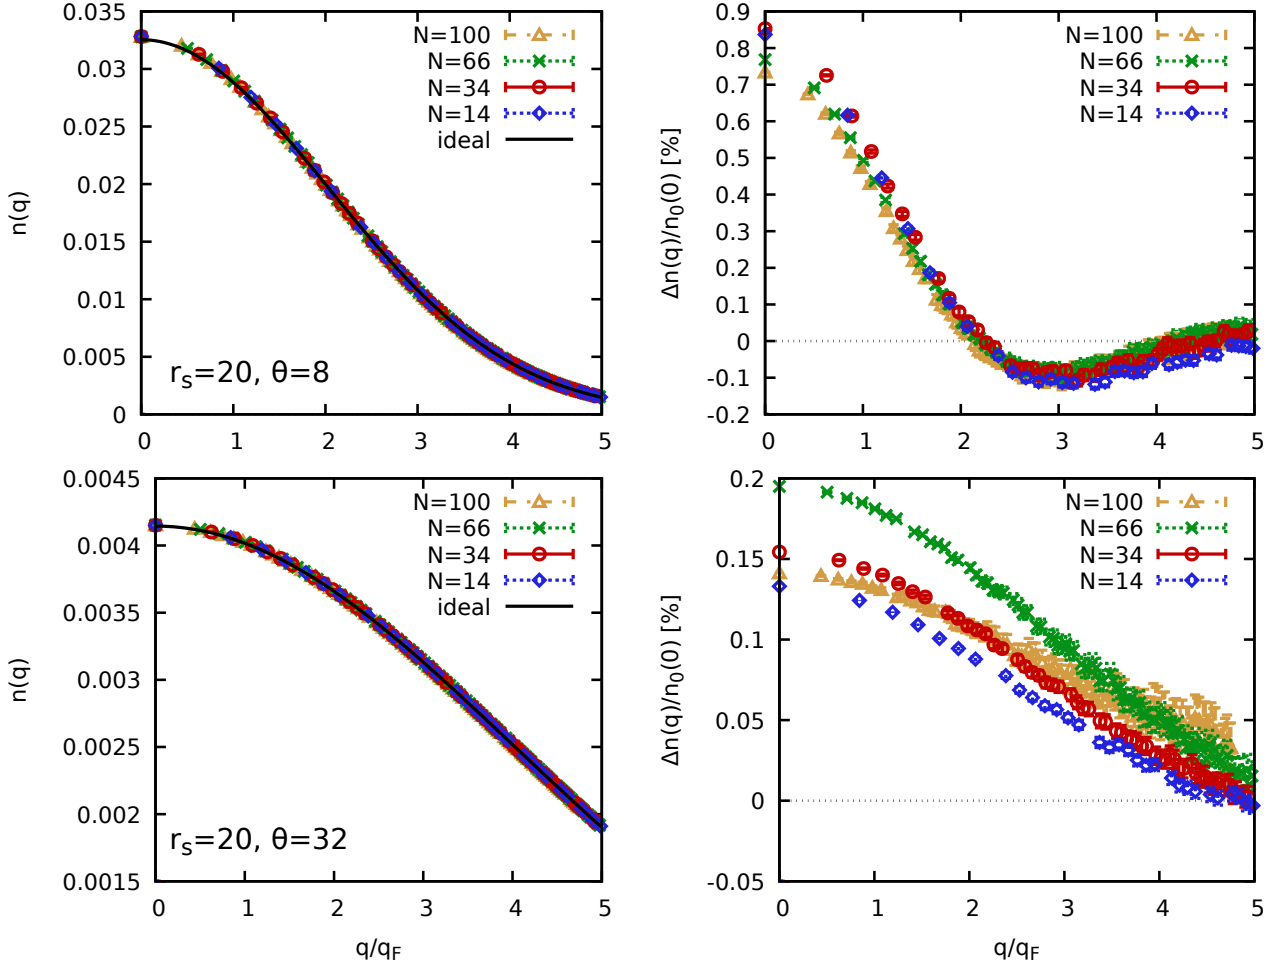 0.035
0.03
0.025
0.02
0.015
0.01
0.005
0
n(q)
N=100
N=66
N=34
N=14
ideal
r_s=20, θ=8
0 1 2 3 4 5
0.9
0.8
0.7
0.6
0.5
0.4
0.3
0.2
0.1
0
-0.1
-0.2
Δn(q)/n_0(0) [%]
N=100
N=66
N=34
N=14
0 1 2 3 4 5
0.0045
0.004
0.0035
0.003
0.0025
0.002
0.0015
n(q)
N=100
N=66
N=34
N=14
ideal
r_s=20, θ=32
0 1 2 3 4 5
q/q_F
0.2
0.15
0.1
0.05
0
-0.05
Δn(q)/n_0(0) [%]
N=100
N=66
N=34
N=14
0 1 2 3 4 5
q/q_F